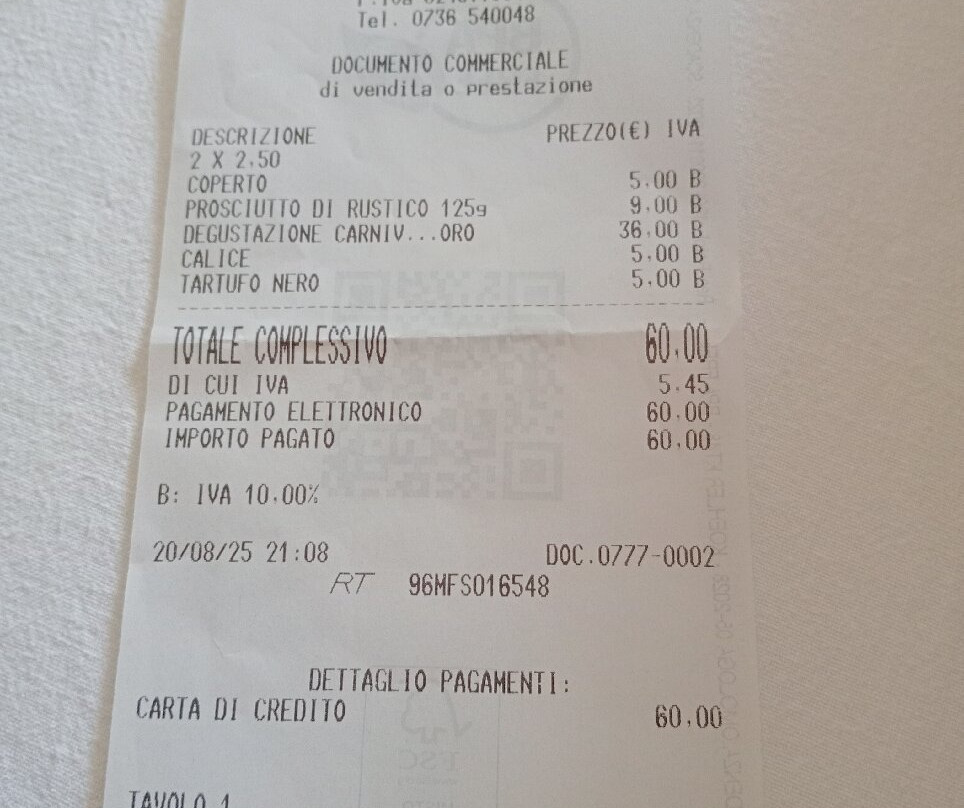 Tel. 0736 540048
DOCUMENTO COMMERCIALE
di vendita o prestazione
DESCRIZIONE PREZZO(€) IVA
2 X 2.50
COPERTO 5.00 B
PROSCIUTTO DI RUSTICO 125g 9.00 B
DEGUSTAZIONE CARNIV...ORO 36.00 B
CALICE 5.00 B
TARTUFO NERO 5.00 B
TOTALE COMPLESSIVO 60.00
DI CUI IVA 5.45
PAGAMENTO ELETTRONICO 60.00
IMPORTO PAGATO 60.00
B: IVA 10.00%
20/08/25 21:08 DOC.0777-0002
RT 96MFS016548
DETTAGLIO PAGAMENTI:
CARTA DI CREDITO 60.00
TAVOLO 1